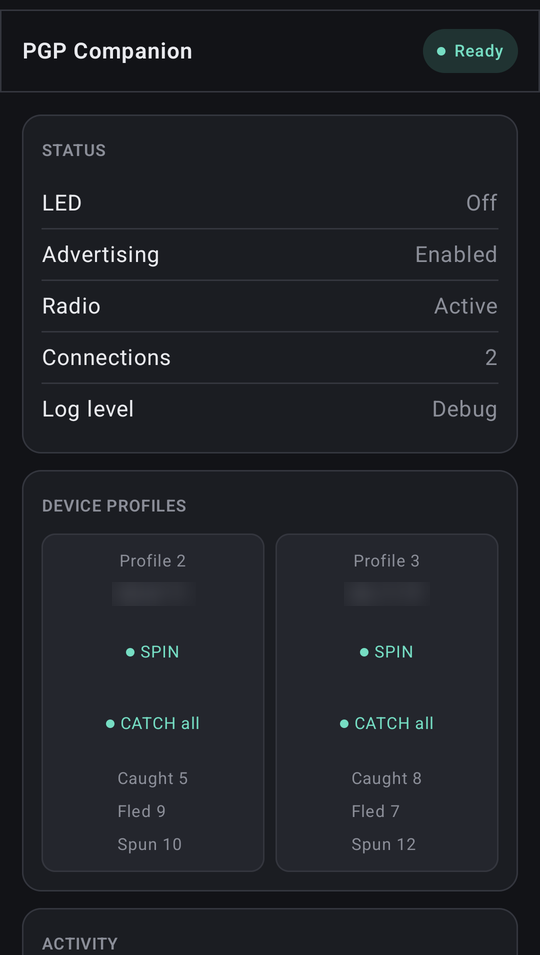 PGP Companion
Ready
STATUS
LED Off
Advertising Enabled
Radio Active
Connections 2
Log level Debug
DEVICE PROFILES
Profile 2
SPIN
CATCH all
Caught 5
Fled 9
Spun 10
Profile 3
SPIN
CATCH all
Caught 8
Fled 7
Spun 12
ACTIVITY